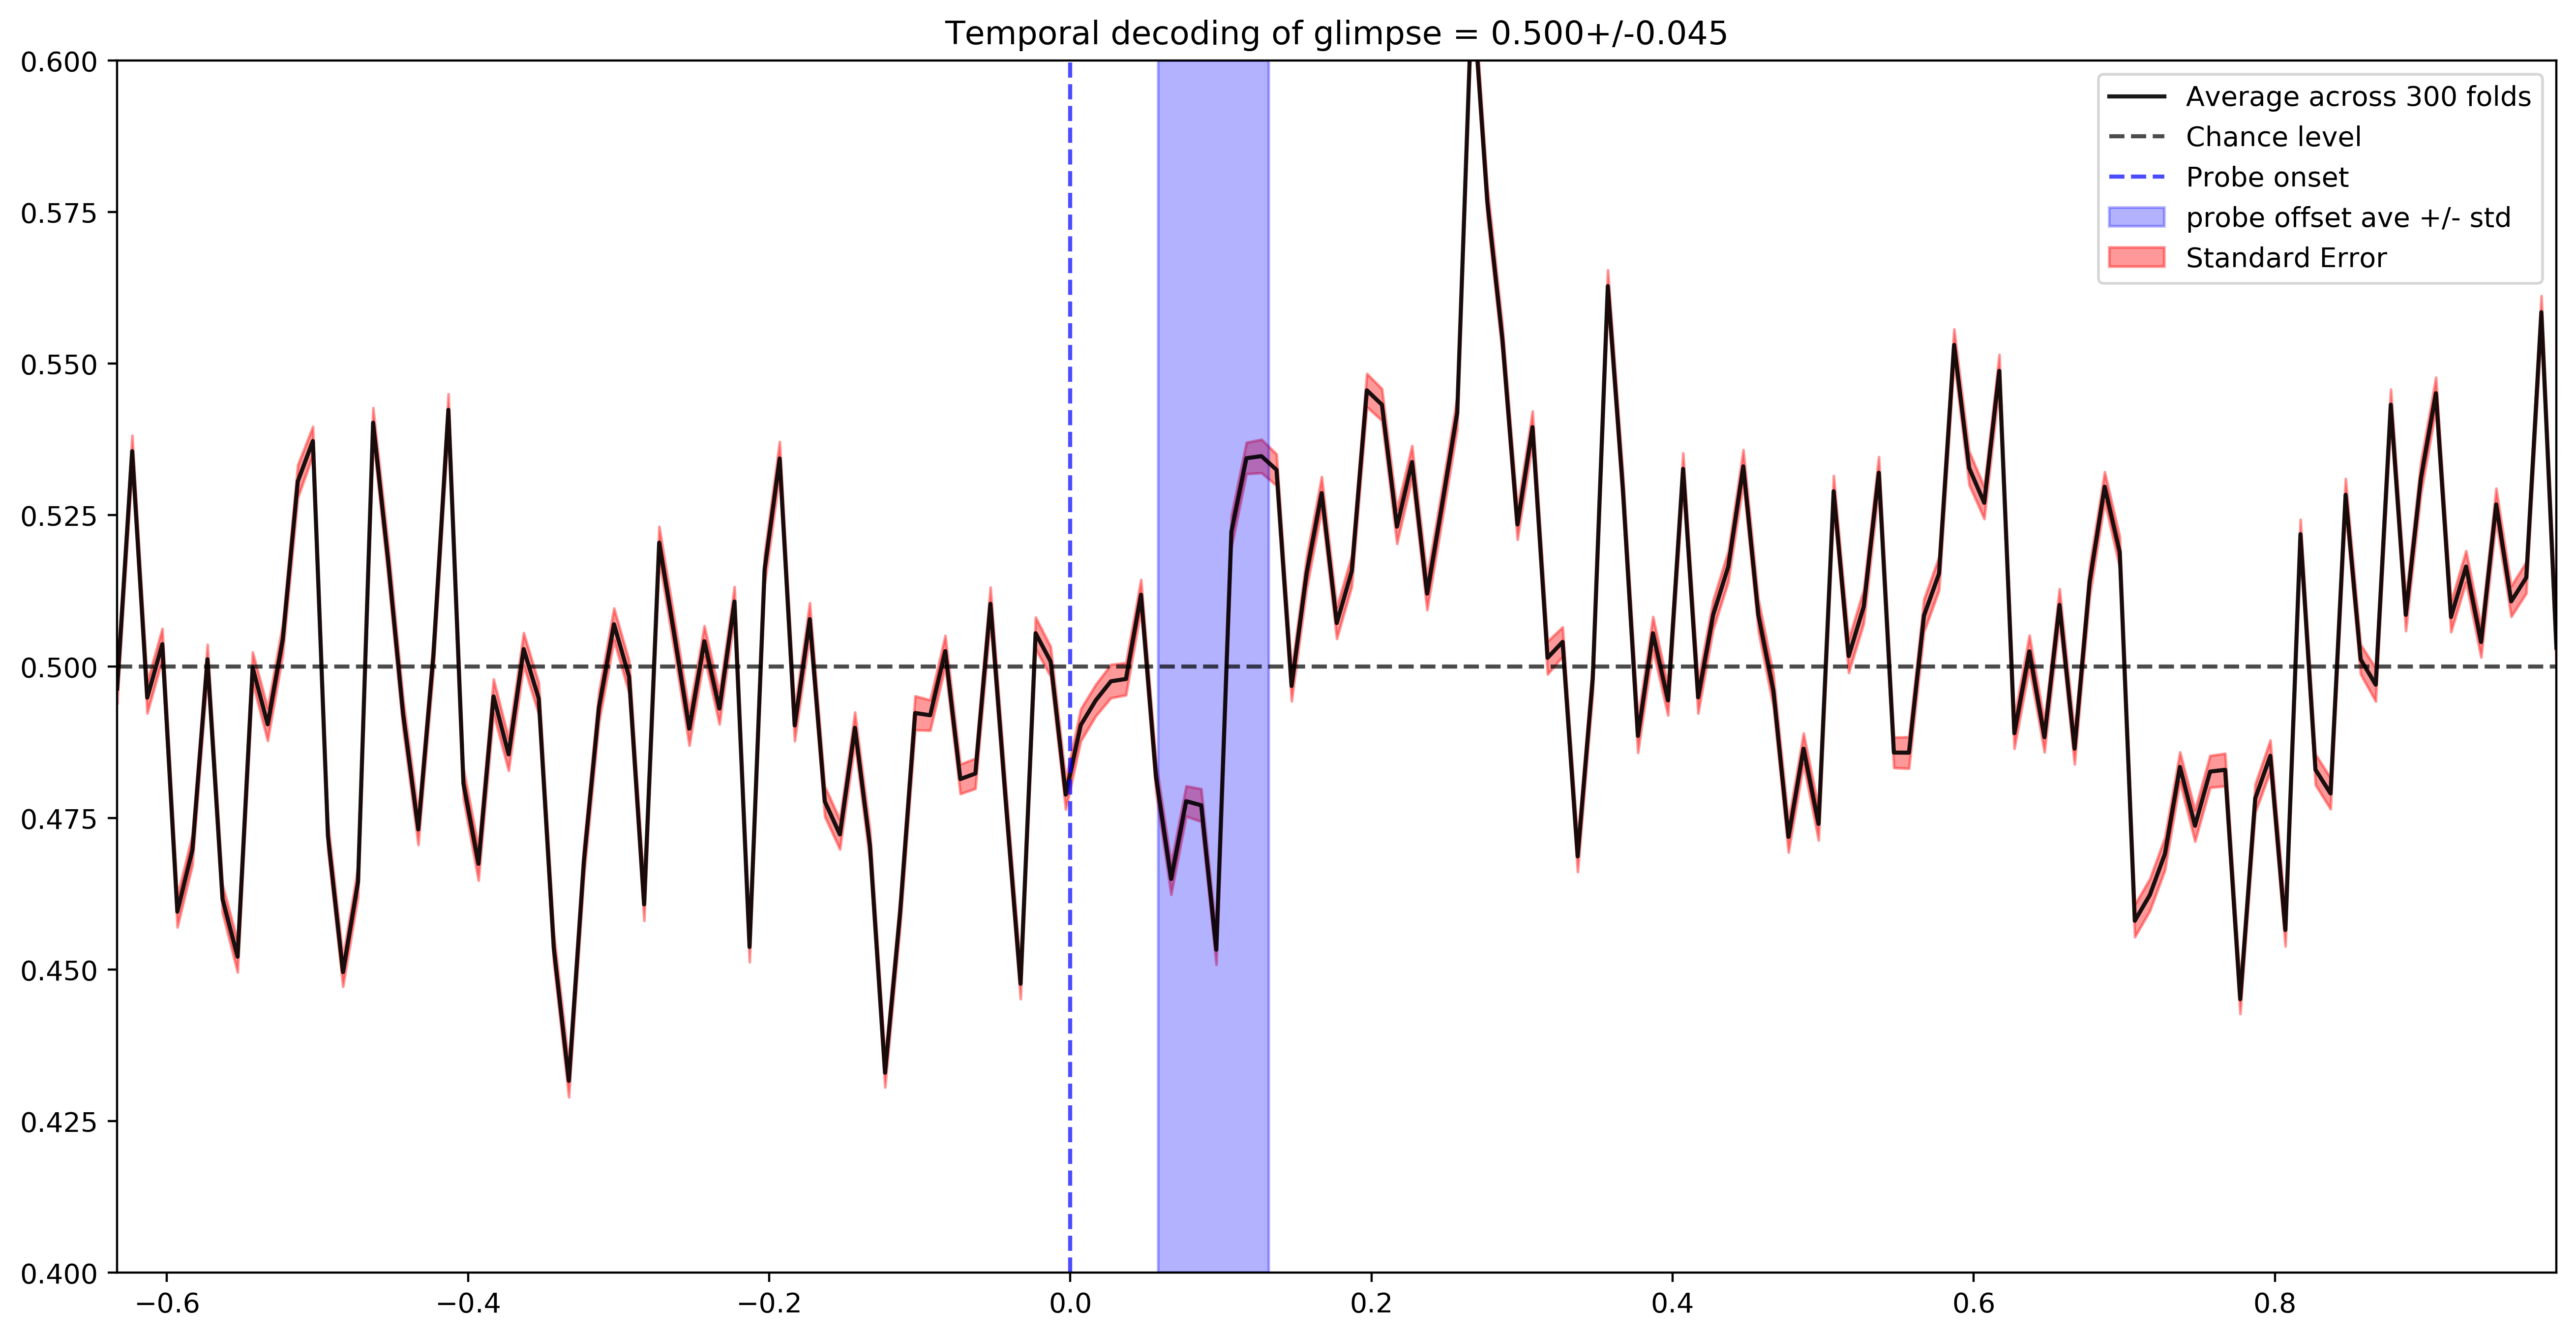 Temporal decoding of glimpse = 0.500+/-0.045
0.600
0.575
0.550
0.525
0.500
0.475
0.450
0.425
0.400
Average across 300 folds
Chance level
Probe onset
probe offset ave +/- std
Standard Error
−0.6 −0.4 −0.2 0.0 0.2 0.4 0.6 0.8